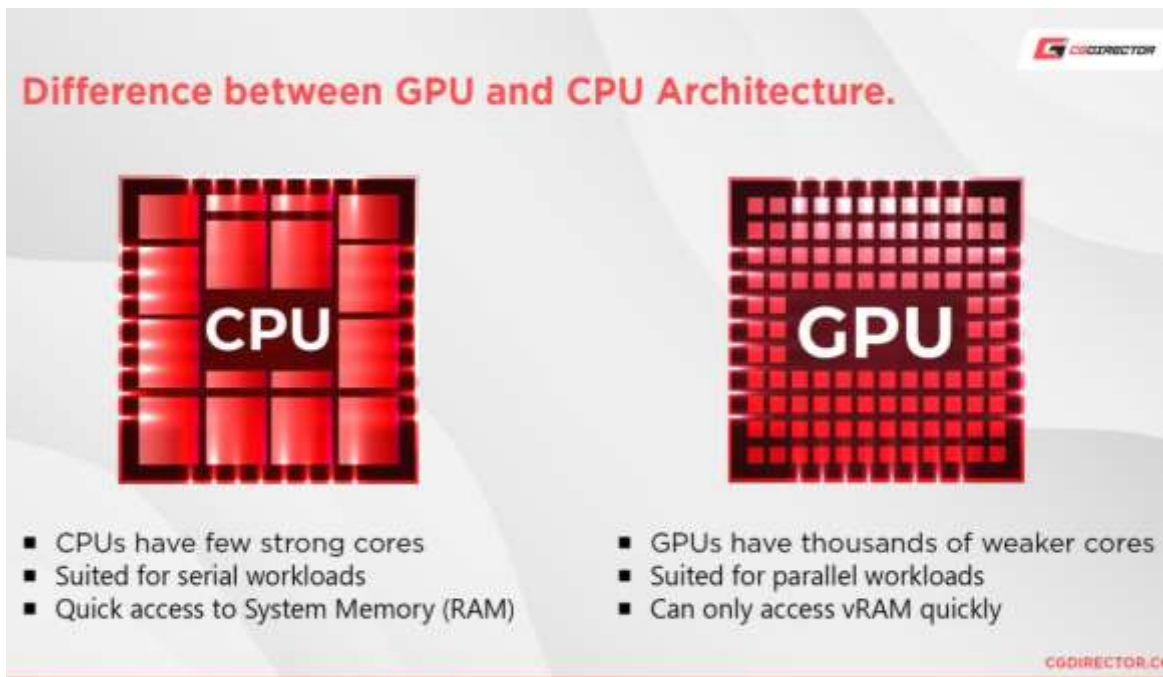 CGDIRECTOR
Difference between GPU and CPU Architecture.
CPU
GPU
■ CPUs have few strong cores
■ Suited for serial workloads
■ Quick access to System Memory (RAM)
■ GPUs have thousands of weaker cores
■ Suited for parallel workloads
■ Can only access vRAM quickly
CGDIRECTOR.CO